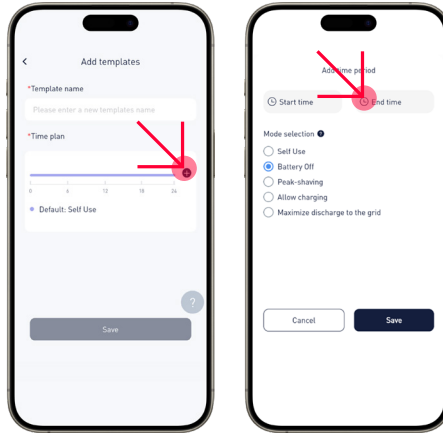 Add templates
*Template name
Please enter a new templates name
*Time plan
0 6 12 18 24
Default: Self Use
?
Save
Add time period
Start time
End time
Mode selection ?
Self Use
Battery Off
Peak-shaving
Allow charging
Maximize discharge to the grid
Cancel
Save